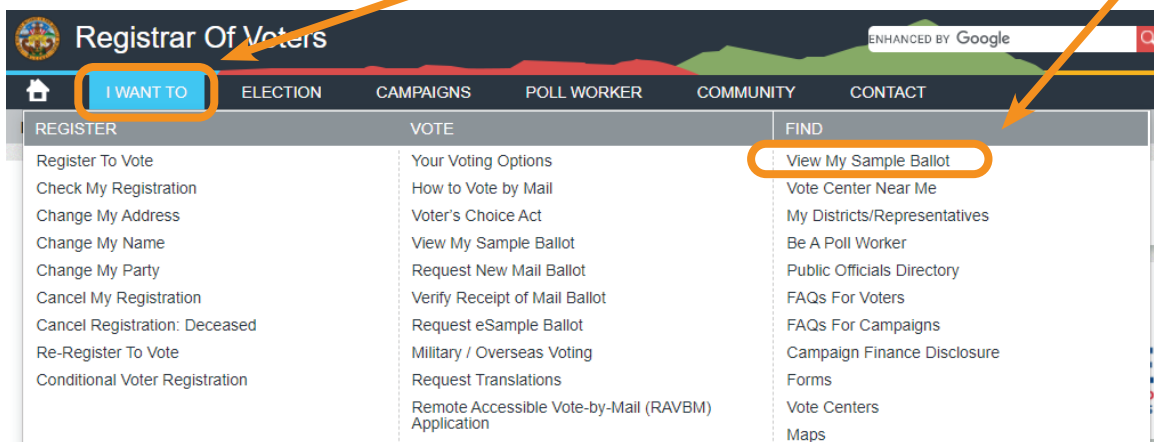 Registrar Of Voters
ENHANCED BY Google
I WANT TO
ELECTION
CAMPAIGNS
POLL WORKER
COMMUNITY
CONTACT
REGISTER
Register To Vote
Check My Registration
Change My Address
Change My Name
Change My Party
Cancel My Registration
Cancel Registration: Deceased
Re-Register To Vote
Conditional Voter Registration
VOTE
Your Voting Options
How to Vote by Mail
Voter's Choice Act
View My Sample Ballot
Request New Mail Ballot
Verify Receipt of Mail Ballot
Request eSample Ballot
Military / Overseas Voting
Request Translations
Remote Accessible Vote-by-Mail (RAVBM)
Application
FIND
View My Sample Ballot
Vote Center Near Me
My Districts/Representatives
Be A Poll Worker
Public Officials Directory
FAQs For Voters
FAQs For Campaigns
Campaign Finance Disclosure
Forms
Vote Centers
Maps